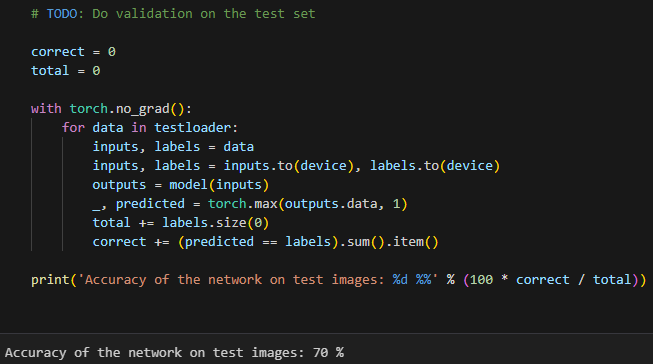 # TODO: Do validation on the test set
correct = 0
total = 0
with torch.no_grad():
for data in testloader:
inputs, labels = data
inputs, labels = inputs.to(device), labels.to(device)
outputs = model(inputs)
_, predicted = torch.max(outputs.data, 1)
total += labels.size(0)
correct += (predicted == labels).sum().item()
print('Accuracy of the network on test images: %d %%' % (100 * correct / total))
Accuracy of the network on test images: 70 %